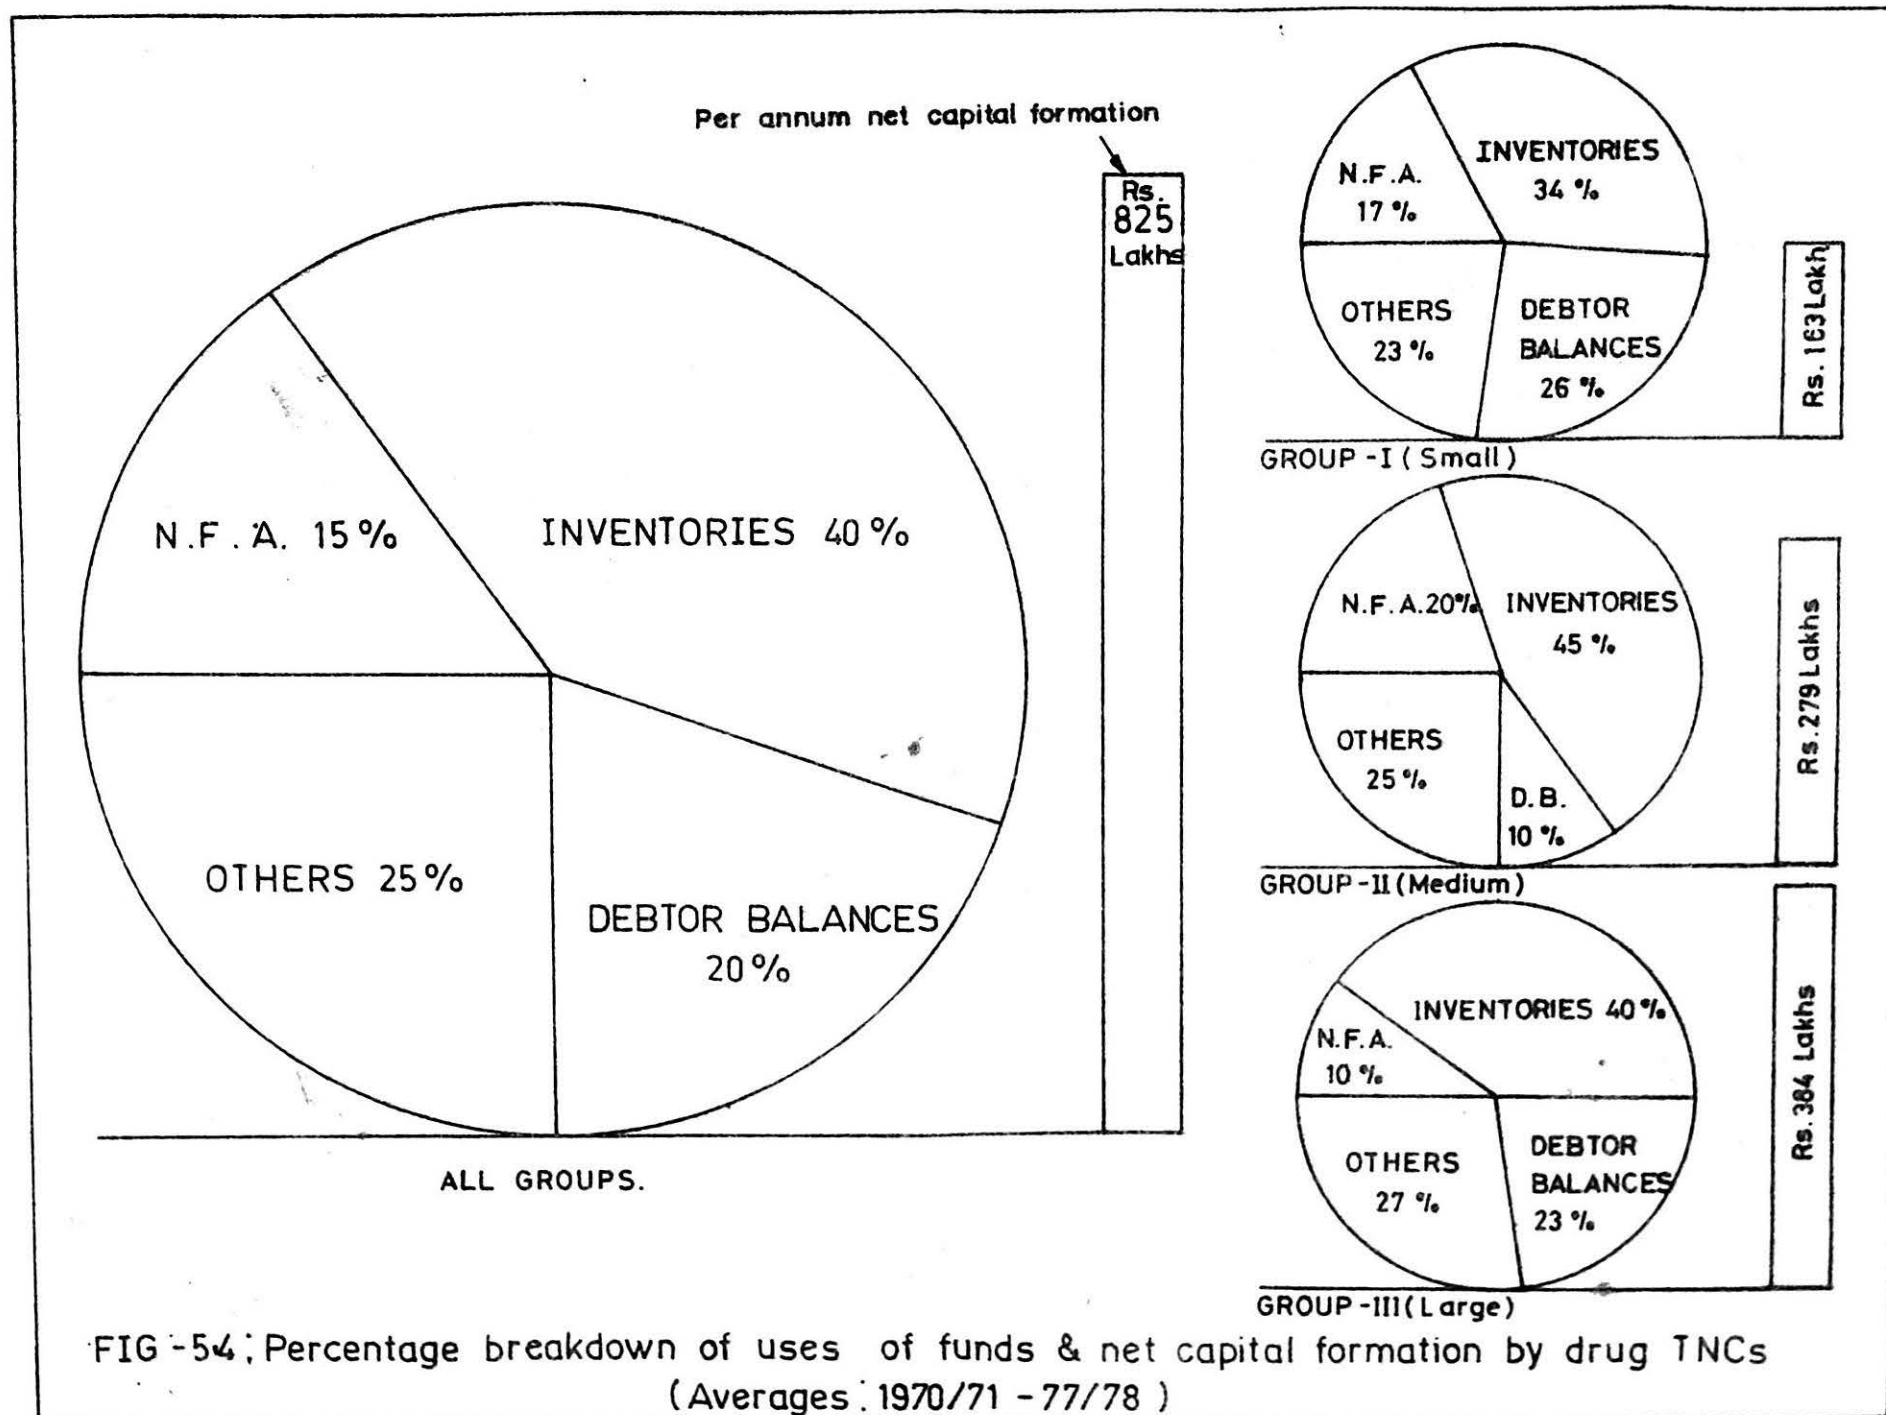 Per annum net capital formation
Rs.
825
Lakhs
N.F.A. 15%
INVENTORIES 40%
OTHERS 25%
DEBTOR BALANCES
20%
ALL GROUPS.
N.F.A.
17%
INVENTORIES
34%
OTHERS
23%
DEBTOR
BALANCES
26%
Rs. 163 Lakh
GROUP-I (Small)
N.F.A. 20%
INVENTORIES
45%
OTHERS
25%
D.B.
10%
Rs. 279 Lakhs
GROUP-II (Medium)
INVENTORIES 40%
N.F.A.
10%
OTHERS
27%
DEBTOR
BALANCES
23%
Rs. 384 Lakhs
GROUP-III (Large)
FIG-5.4: Percentage breakdown of uses of funds & net capital formation by drug TNCs
(Averages: 1970/71 - 77/78)